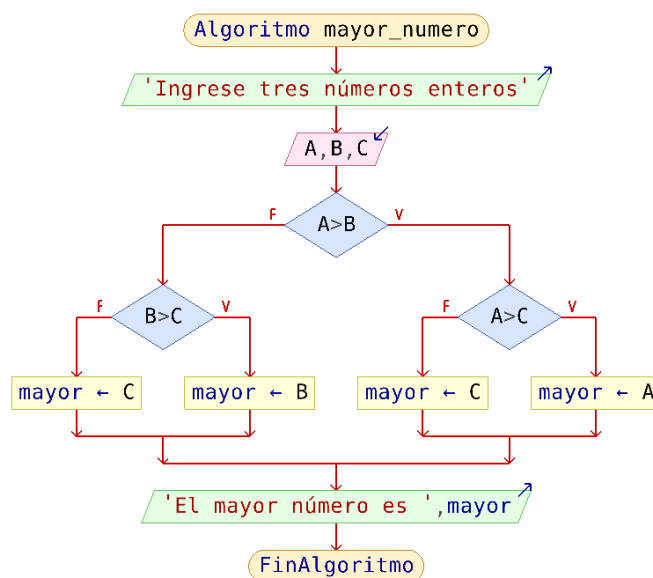 Algoritmo mayor_numero
'Ingrese tres números enteros'
A,B,C
A>B
F
V
B>C
F
V
A>C
F
V
mayor ← C
mayor ← B
mayor ← C
mayor ← A
'El mayor número es ',mayor
FinAlgoritmo